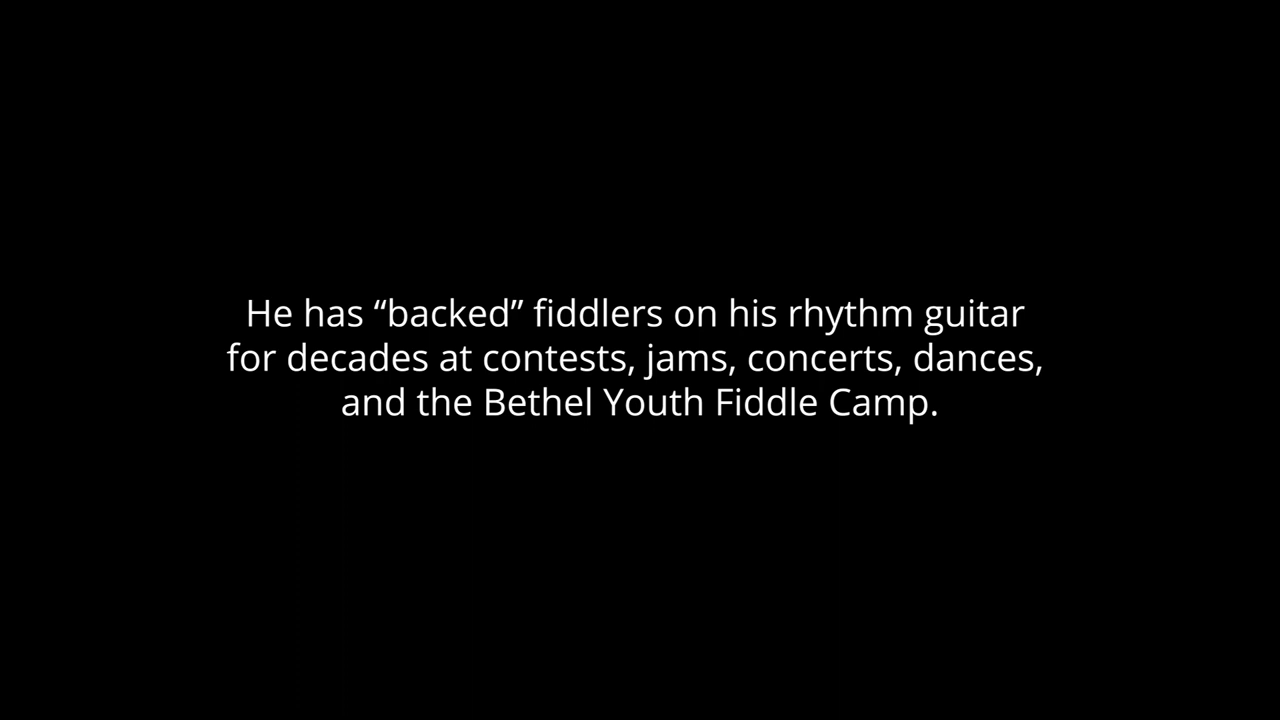 He has “backed” fiddlers on his rhythm guitar
for decades at contests, jams, concerts, dances,
and the Bethel Youth Fiddle Camp.